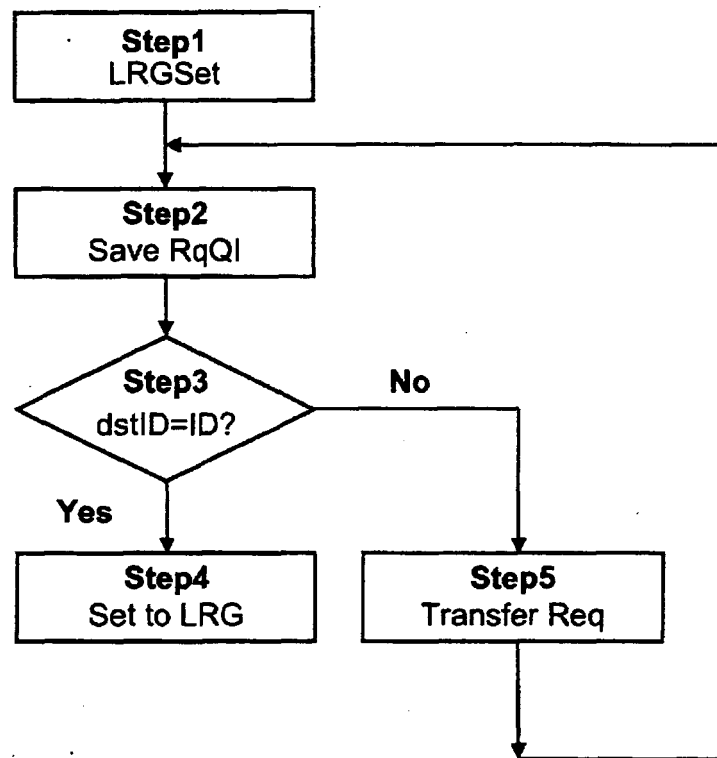 Step1
LRGSet
Step2
Save RqQI
Step3
dstID=ID?
No
Yes
Step4
Set to LRG
Step5
Transfer Req